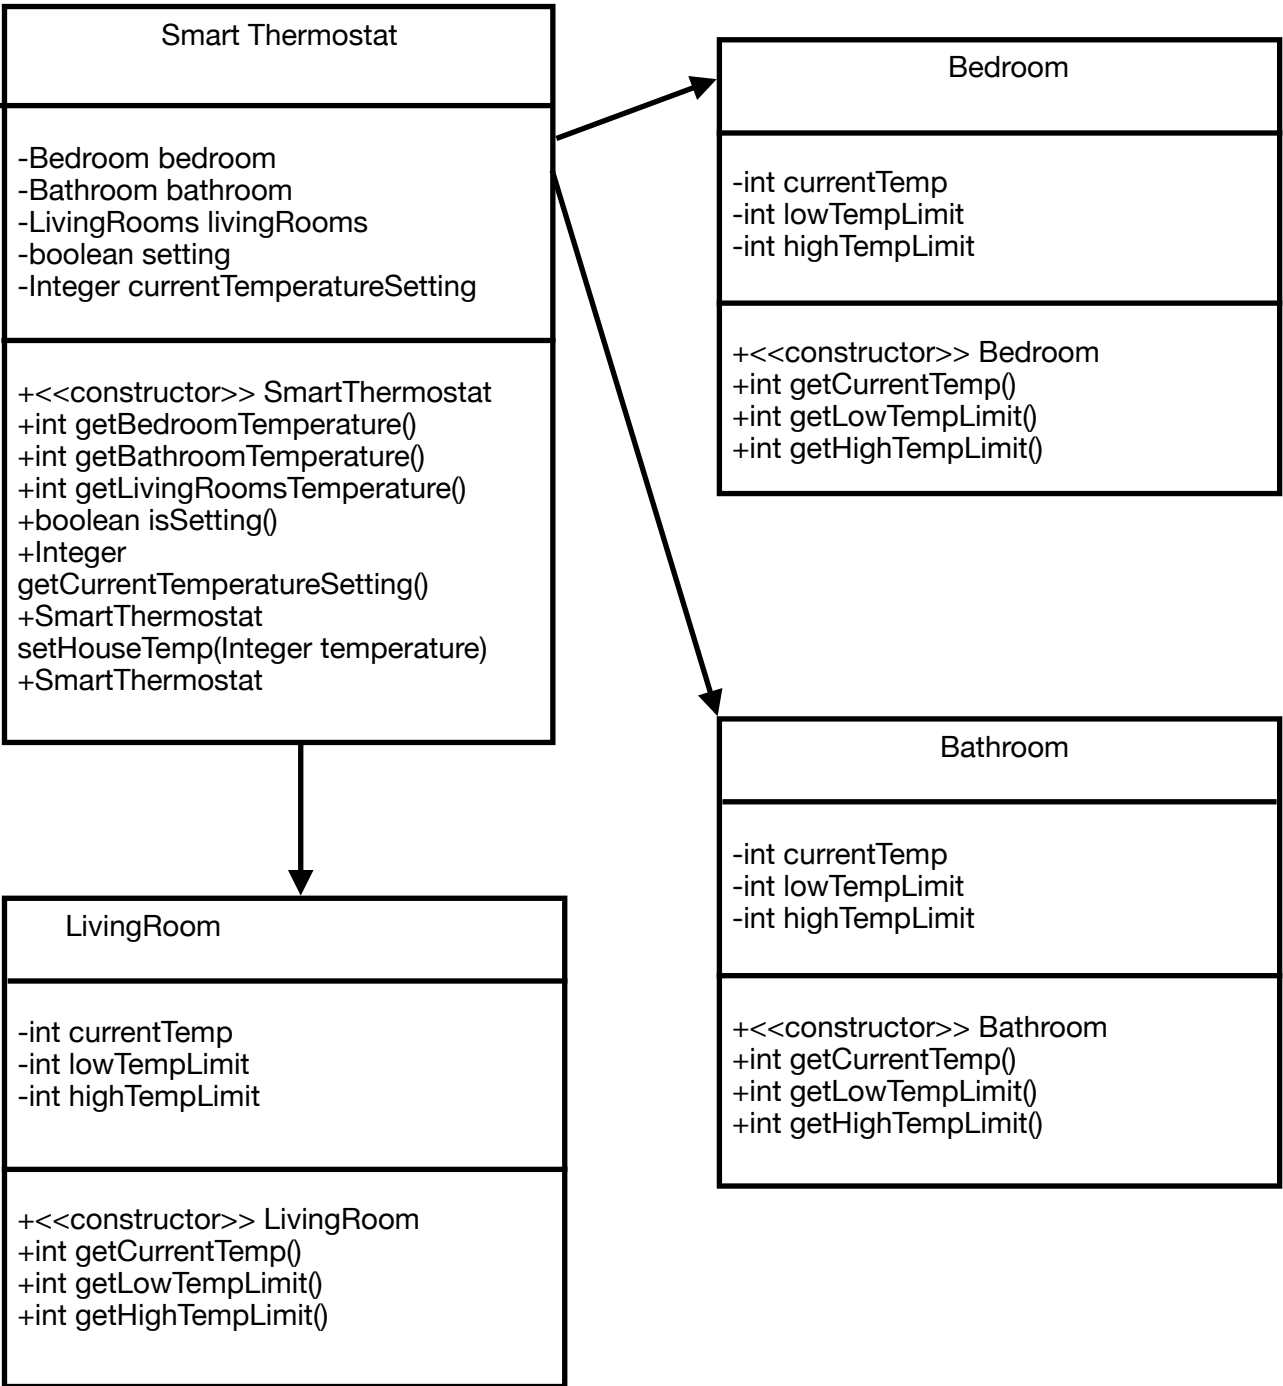 Smart Thermostat
-Bedroom bedroom
-Bathroom bathroom
-LivingRooms livingRooms
-boolean setting
-Integer currentTemperatureSetting
+<<constructor>> SmartThermostat
+int getBedroomTemperature()
+int getBathroomTemperature()
+int getLivingRoomsTemperature()
+boolean isSetting()
+Integer
getCurrentTemperatureSetting()
+SmartThermostat
setHouseTemp(Integer temperature)
+SmartThermostat
Bedroom
-int currentTemp
-int lowTempLimit
-int highTempLimit
+<<constructor>> Bedroom
+int getCurrentTemp()
+int getLowTempLimit()
+int getHighTempLimit()
Bathroom
-int currentTemp
-int lowTempLimit
-int highTempLimit
+<<constructor>> Bathroom
+int getCurrentTemp()
+int getLowTempLimit()
+int getHighTempLimit()
LivingRoom
-int currentTemp
-int lowTempLimit
-int highTempLimit
+<<constructor>> LivingRoom
+int getCurrentTemp()
+int getLowTempLimit()
+int getHighTempLimit()